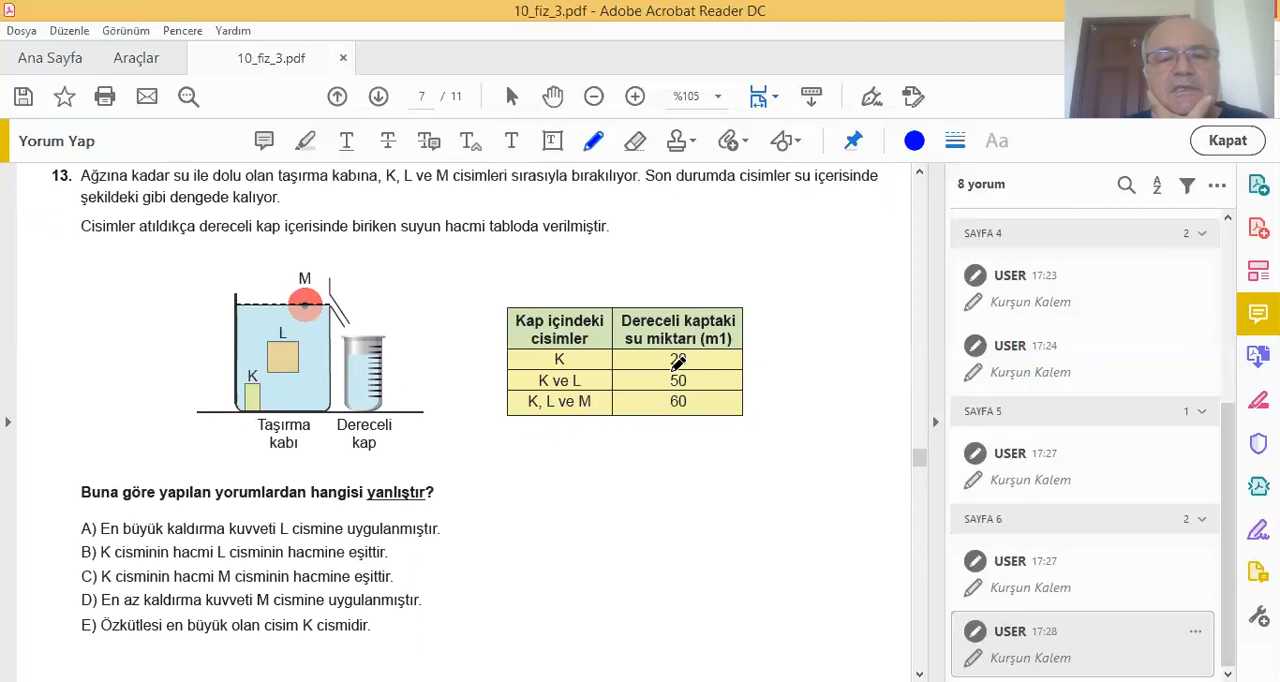 10_fiz_3.pdf - Adobe Acrobat Reader DC
Dosya Düzenle Görünüm Pencere Yardım
Ana Sayfa Araçlar 10_fiz_3.pdf ×
7 / 11 %105
Yorum Yap Aa Kapat
13. Ağzına kadar su ile dolu olan taşırma kabına, K, L ve M cisimleri sırasıyla bırakılıyor. Son durumda cisimler su içerisinde
şekildeki gibi dengede kalıyor.
Cisimler atıldıkça dereceli kap içerisinde biriken suyun hacmi tabloda verilmiştir.
M
L
K
Taşırma
kabı
Dereceli
kap
Kap içindeki
cisimler
Dereceli kaptaki
su miktarı (m1)
K
K ve L 50
K, L ve M 60
Buna göre yapılan yorumlardan hangisi yanlıştır?
A) En büyük kaldırma kuvveti L cismine uygulanmıştır.
B) K cisminin hacmi L cisminin hacmine eşittir.
C) K cisminin hacmi M cisminin hacmine eşittir.
D) En az kaldırma kuvveti M cismine uygulanmıştır.
E) Özkütlesi en büyük olan cisim K cismidir.
8 yorum
SAYFA 4 2
USER 17:23
Kurşun Kalem
USER 17:24
Kurşun Kalem
SAYFA 5 1
USER 17:27
Kurşun Kalem
SAYFA 6 2
USER 17:27
Kurşun Kalem
USER 17:28
Kurşun Kalem